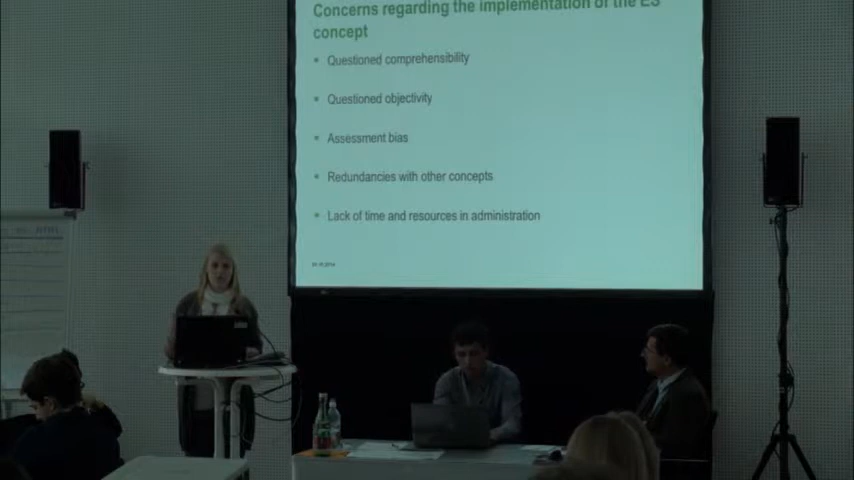 Concerns regarding the implementation of the ES
concept
Questioned comprehensibility
Questioned objectivity
Assessment bias
Redundancies with other concepts
Lack of time and resources in administration